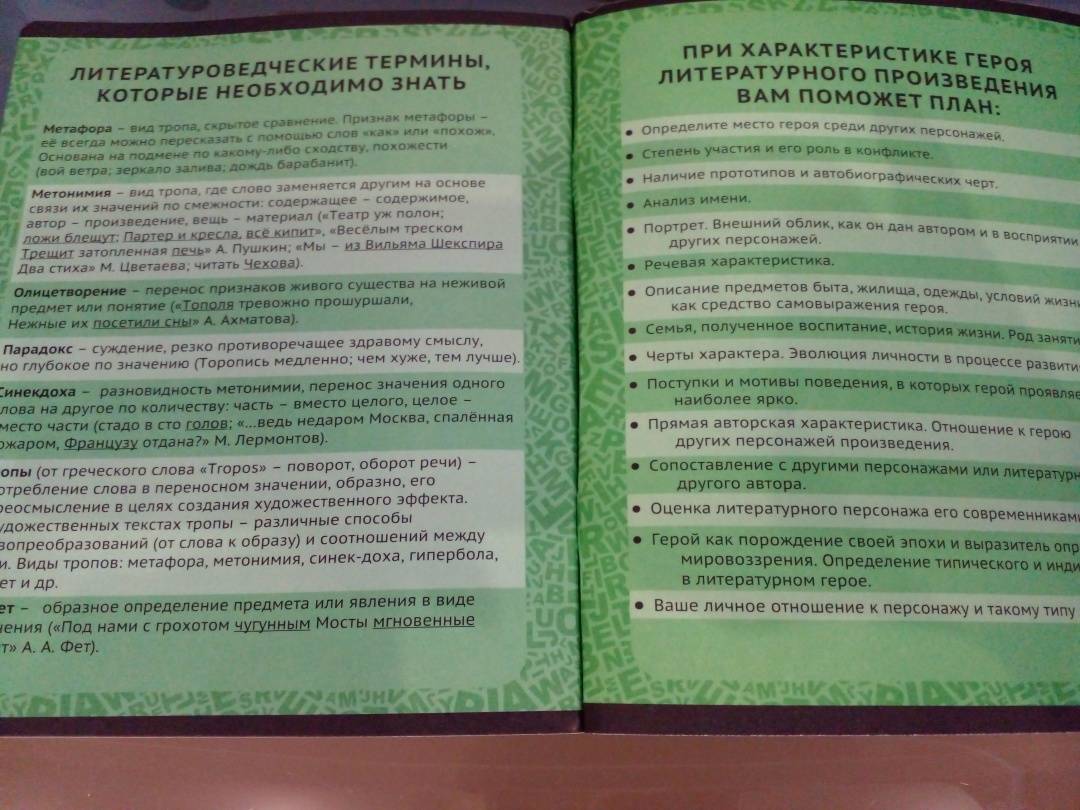 ЛИТЕРАТУРОВЕДЧЕСКИЕ ТЕРМИНЫ,
КОТОРЫЕ НЕОБХОДИМО ЗНАТЬ
Метафора – вид тропа, скрытое сравнение. Признак метафоры –
её всегда можно пересказать с помощью слов «как» или «похож».
Основана на подмене по какому-либо сходству, похожести
(вой ветра; зеркало залива; дождь барабанит).
Метонимия – вид тропа, где слово заменяется другим на основе
связи их значений по смежности: содержащее – содержимое,
автор – произведение, вещь – материал («Театр уж полон;
ложи блещут; Партер и кресла, всё кипит», «Весёлым треском
Трещит затопленная печь» А. Пушкин; «Мы – из Вильяма Шекспира
Два стиха» М. Цветаева; читать Чехова).
Олицетворение – перенос признаков живого существа на неживой
предмет или понятие («Тополя тревожно прошуршали,
Нежные их посетили сны» А. Ахматова).
Парадокс – суждение, резко противоречащее здравому смыслу,
но глубокое по значению (Торопись медленно; чем хуже, тем лучше).
Синекдоха – разновидность метонимии, перенос значения одного
лова на другое по количеству: часть – вместо целого, целое –
место части (стадо в сто голов; «...ведь недаром Москва, спалённая
ожаром, Французу отдана?» М. Лермонтов).
опы (от греческого слова «Tropos» – поворот, оборот речи) –
отребление слова в переносном значении, образно, его
реосмысление в целях создания художественного эффекта.
удожественных текстах тропы – различные способы
вопреобразований (от слова к образу) и соотношений между
и. Виды тропов: метафора, метонимия, синек-доха, гипербола,
ет и др.
ет – образное определение предмета или явления в виде
чения («Под нами с грохотом чугунным Мосты мгновенные
т» А. А. Фет).
ПРИ ХАРАКТЕРИСТИКЕ ГЕРОЯ
ЛИТЕРАТУРНОГО ПРОИЗВЕДЕНИЯ
ВАМ ПОМОЖЕТ ПЛАН:
• Определите место героя среди других персонажей.
• Степень участия и его роль в конфликте.
• Наличие прототипов и автобиографических черт.
• Анализ имени.
• Портрет. Внешний облик, как он дан автором и в восприятии
других персонажей.
• Речевая характеристика.
• Описание предметов быта, жилища, одежды, условий жизн
как средство самовыражения героя.
• Семья, полученное воспитание, история жизни. Род заняти
• Черты характера. Эволюция личности в процессе развити
• Поступки и мотивы поведения, в которых герой проявляе
наиболее ярко.
• Прямая авторская характеристика. Отношение к герою
других персонажей произведения.
• Сопоставление с другими персонажами или литературн
другого автора.
• Оценка литературного персонажа его современниками
• Герой как порождение своей эпохи и выразитель опр
мировоззрения. Определение типического и инди
в литературном герое.
• Ваше личное отношение к персонажу и такому типу